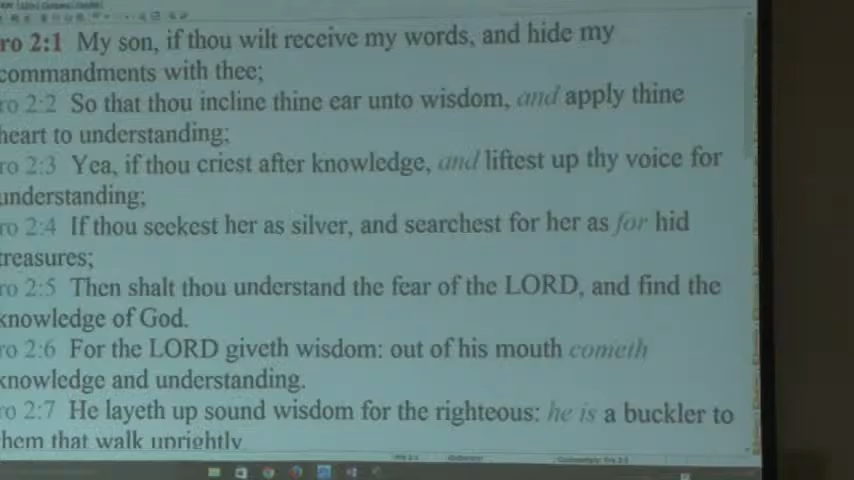 ro 2:1 My son, if thou wilt receive my words, and hide my
commandments with thee;
ro 2:2 So that thou incline thine ear unto wisdom, and apply thine
heart to understanding;
ro 2:3 Yea, if thou criest after knowledge, and liftest up thy voice for
understanding;
ro 2:4 If thou seekest her as silver, and searchest for her as for hid
treasures;
ro 2:5 Then shalt thou understand the fear of the LORD, and find the
knowledge of God.
ro 2:6 For the LORD giveth wisdom: out of his mouth cometh
knowledge and understanding.
ro 2:7 He layeth up sound wisdom for the righteous: he is a buckler to
them that walk uprightly